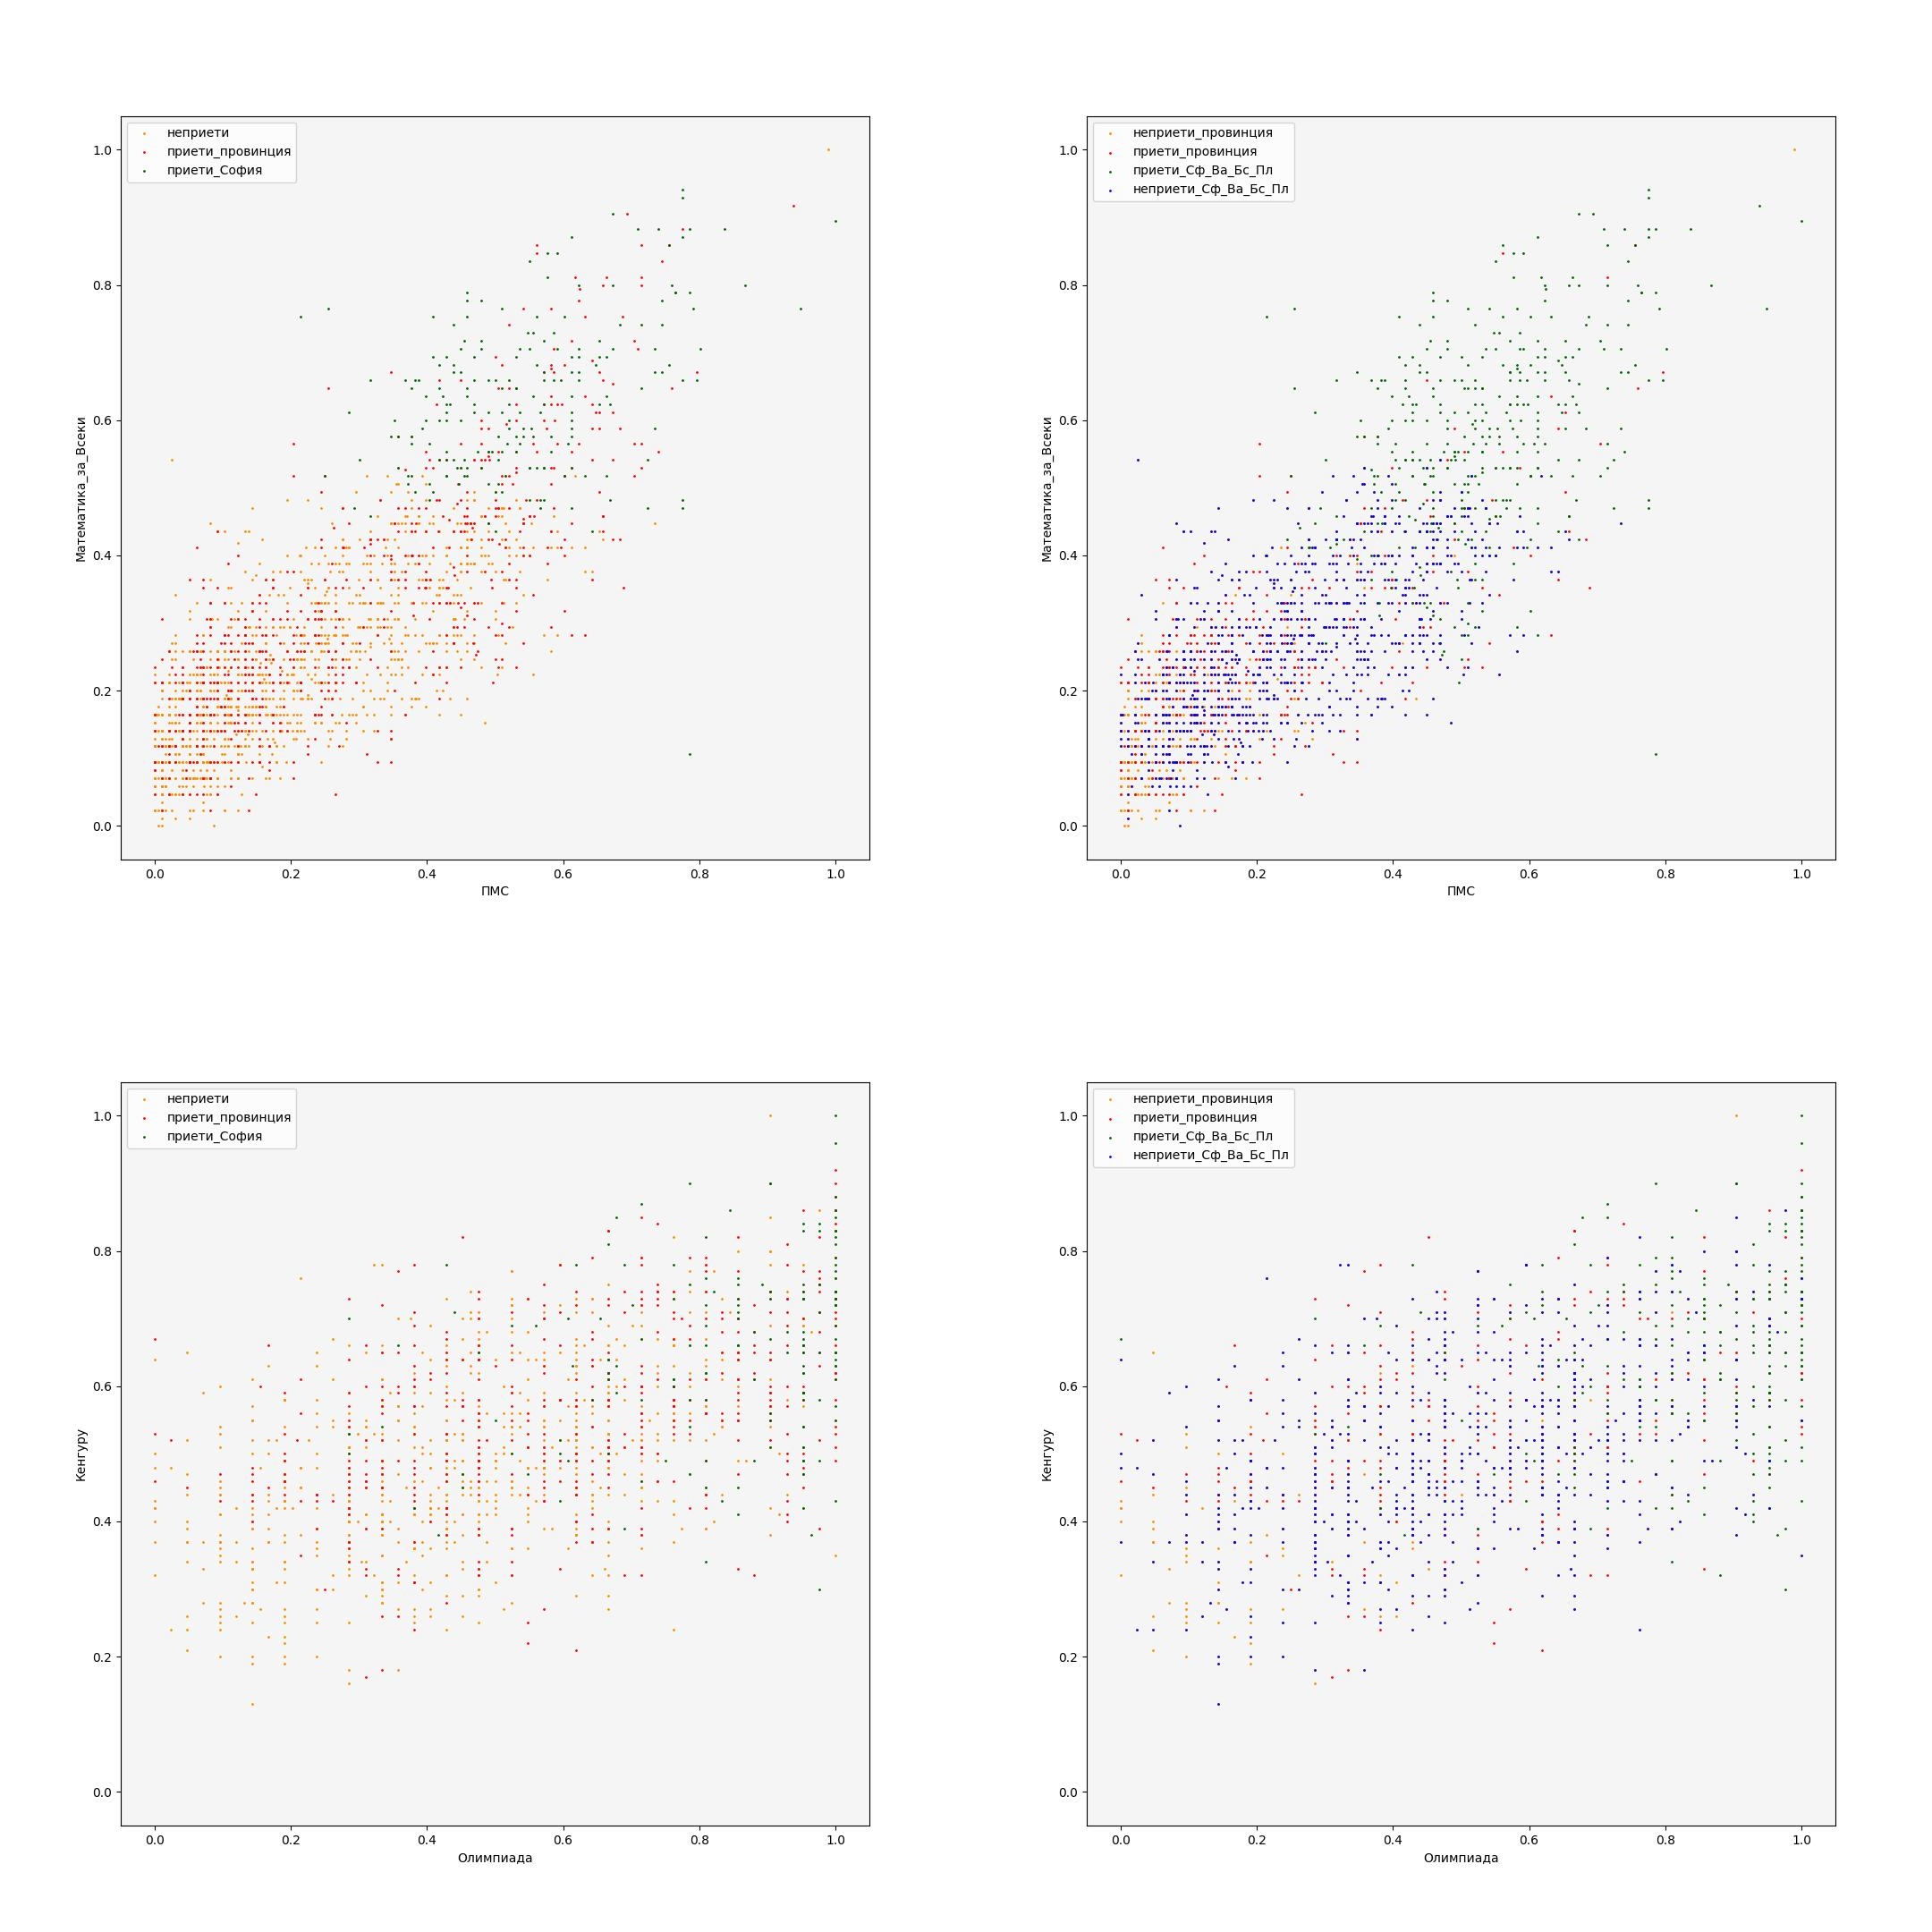 неприети
приети_провинция
приети_София
1.0
0.8
0.6
0.4
0.2
0.0
Математика_за_Всеки
0.0 0.2 0.4 0.6 0.8 1.0
ПМС
неприети_провинция
приети_провинция
приети_Сф_Ва_Бс_Пл
неприети_Сф_Ва_Бс_Пл
1.0
0.8
0.6
0.4
0.2
0.0
Математика_за_Всеки
0.0 0.2 0.4 0.6 0.8 1.0
ПМС
неприети
приети_провинция
приети_София
1.0
0.8
0.6
0.4
0.2
0.0
Кенгуру
0.0 0.2 0.4 0.6 0.8 1.0
Олимпиада
неприети_провинция
приети_провинция
приети_Сф_Ва_Бс_Пл
неприети_Сф_Ва_Бс_Пл
1.0
0.8
0.6
0.4
0.2
0.0
Кенгуру
0.0 0.2 0.4 0.6 0.8 1.0
Олимпиада